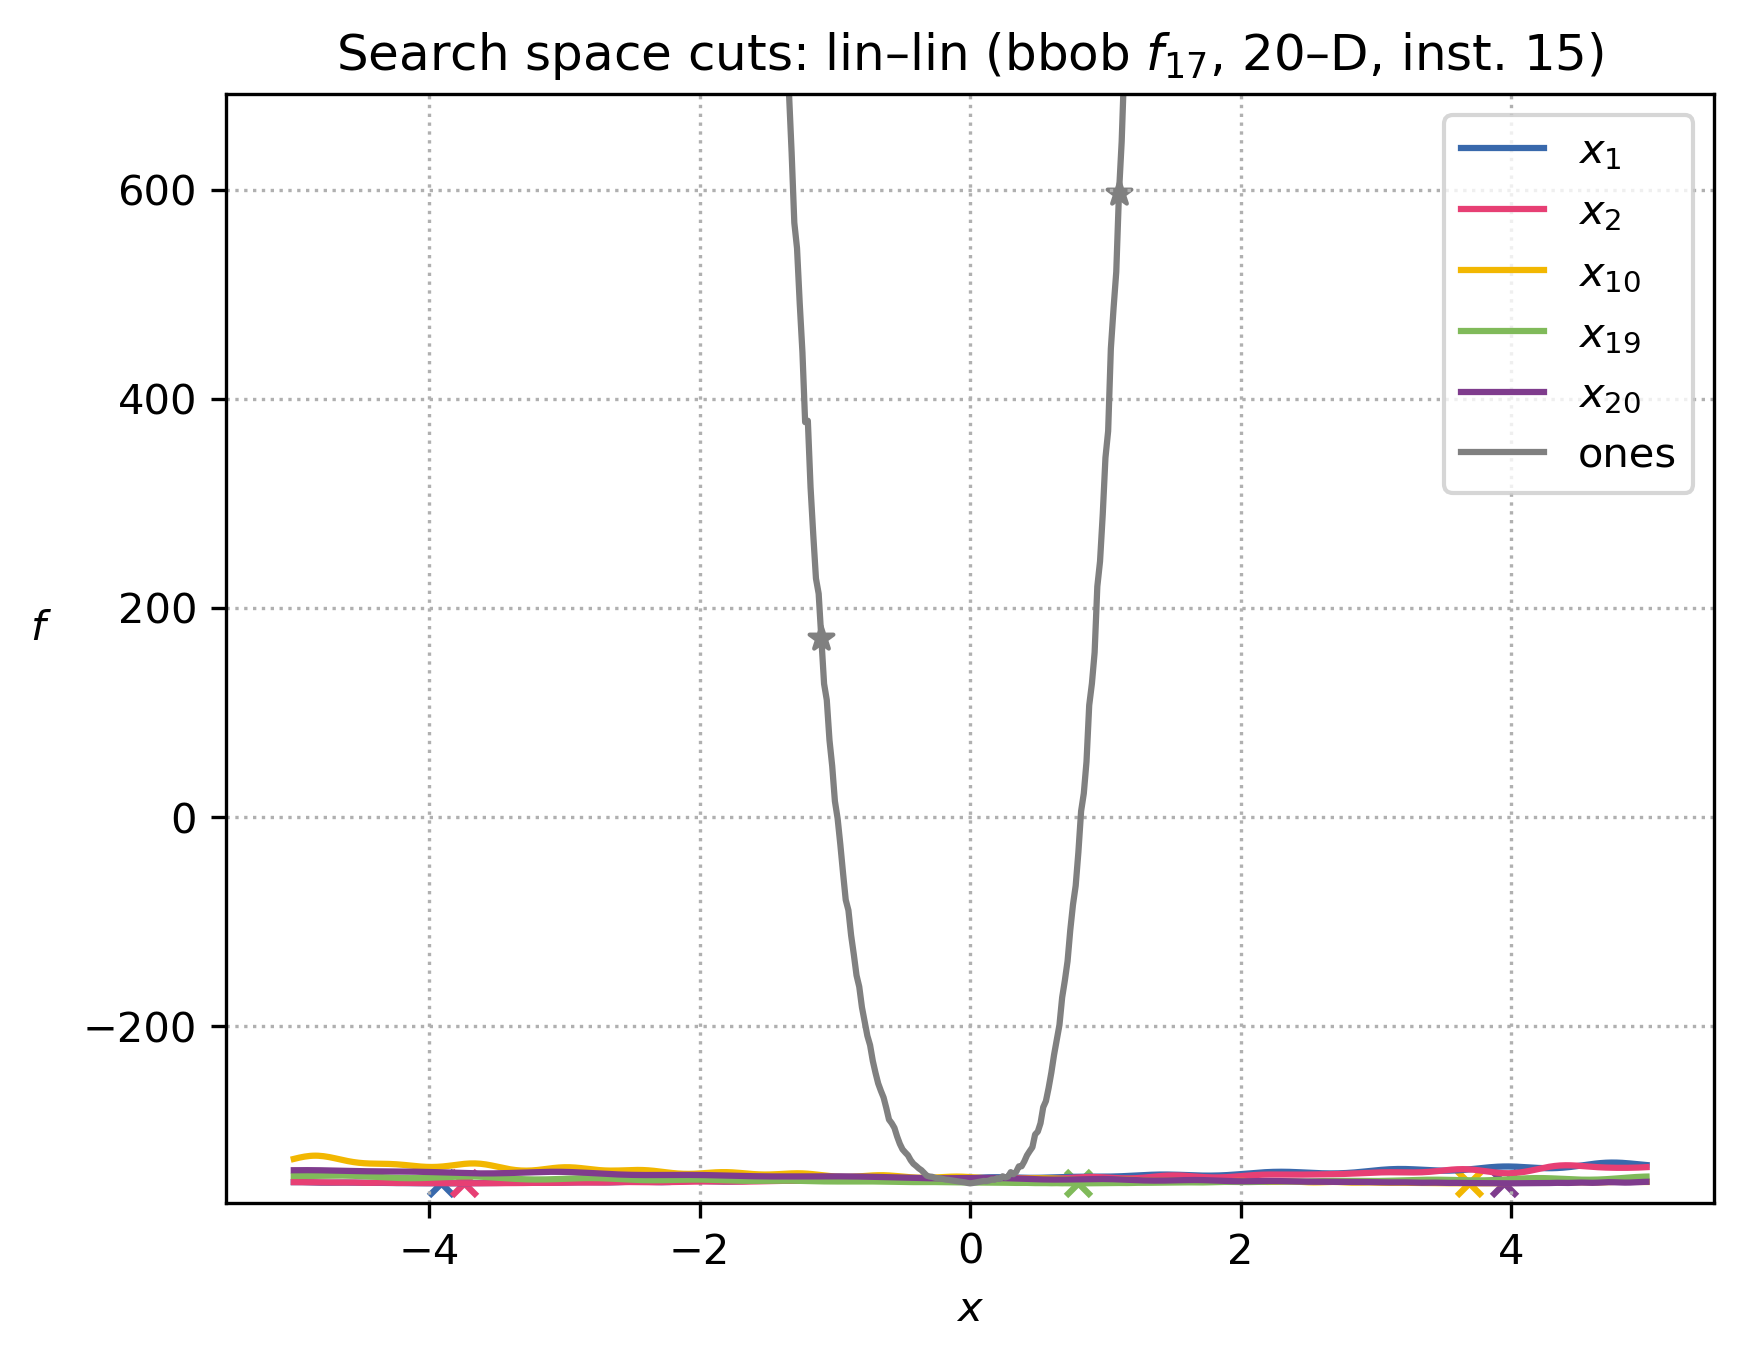 Search space cuts: lin–lin (bbob f17, 20–D, inst. 15)
x1
x2
x10
x19
x20
ones
600
400
200
0
−200
f
−4
−2
0
2
4
x